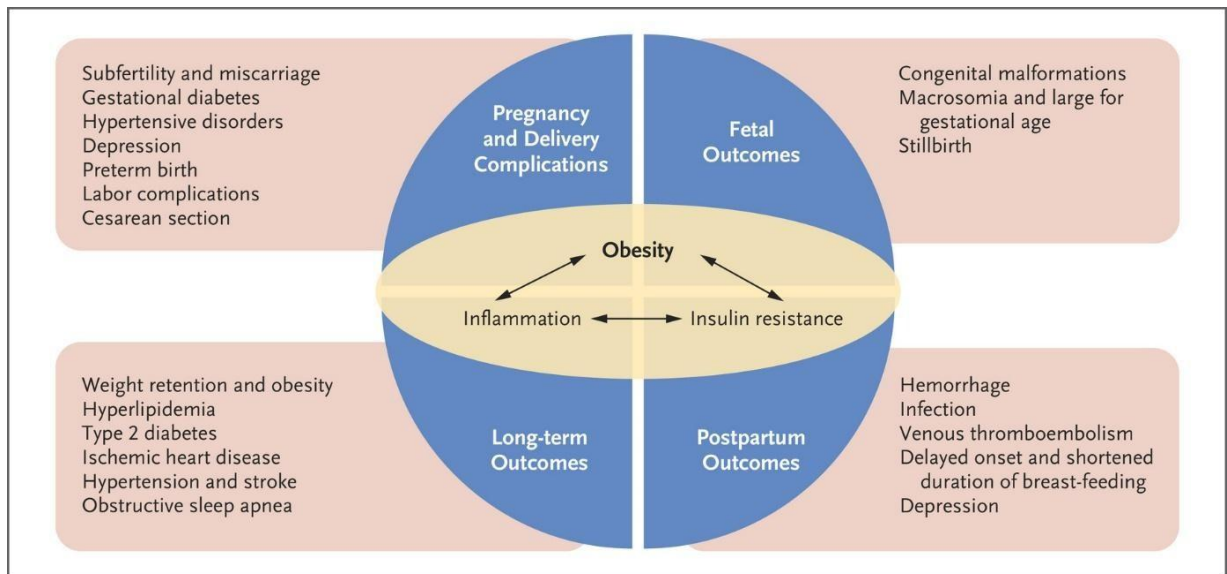 Subfertility and miscarriage
Gestational diabetes
Hypertensive disorders
Depression
Preterm birth
Labor complications
Cesarean section
Pregnancy
and Delivery
Complications
Fetal
Outcomes
Congenital malformations
Macrosomia and large for
gestational age
Stillbirth
Obesity
Inflammation
Insulin resistance
Weight retention and obesity
Hyperlipidemia
Type 2 diabetes
Ischemic heart disease
Hypertension and stroke
Obstructive sleep apnea
Long-term
Outcomes
Postpartum
Outcomes
Hemorrhage
Infection
Venous thromboembolism
Delayed onset and shortened
duration of breast-feeding
Depression